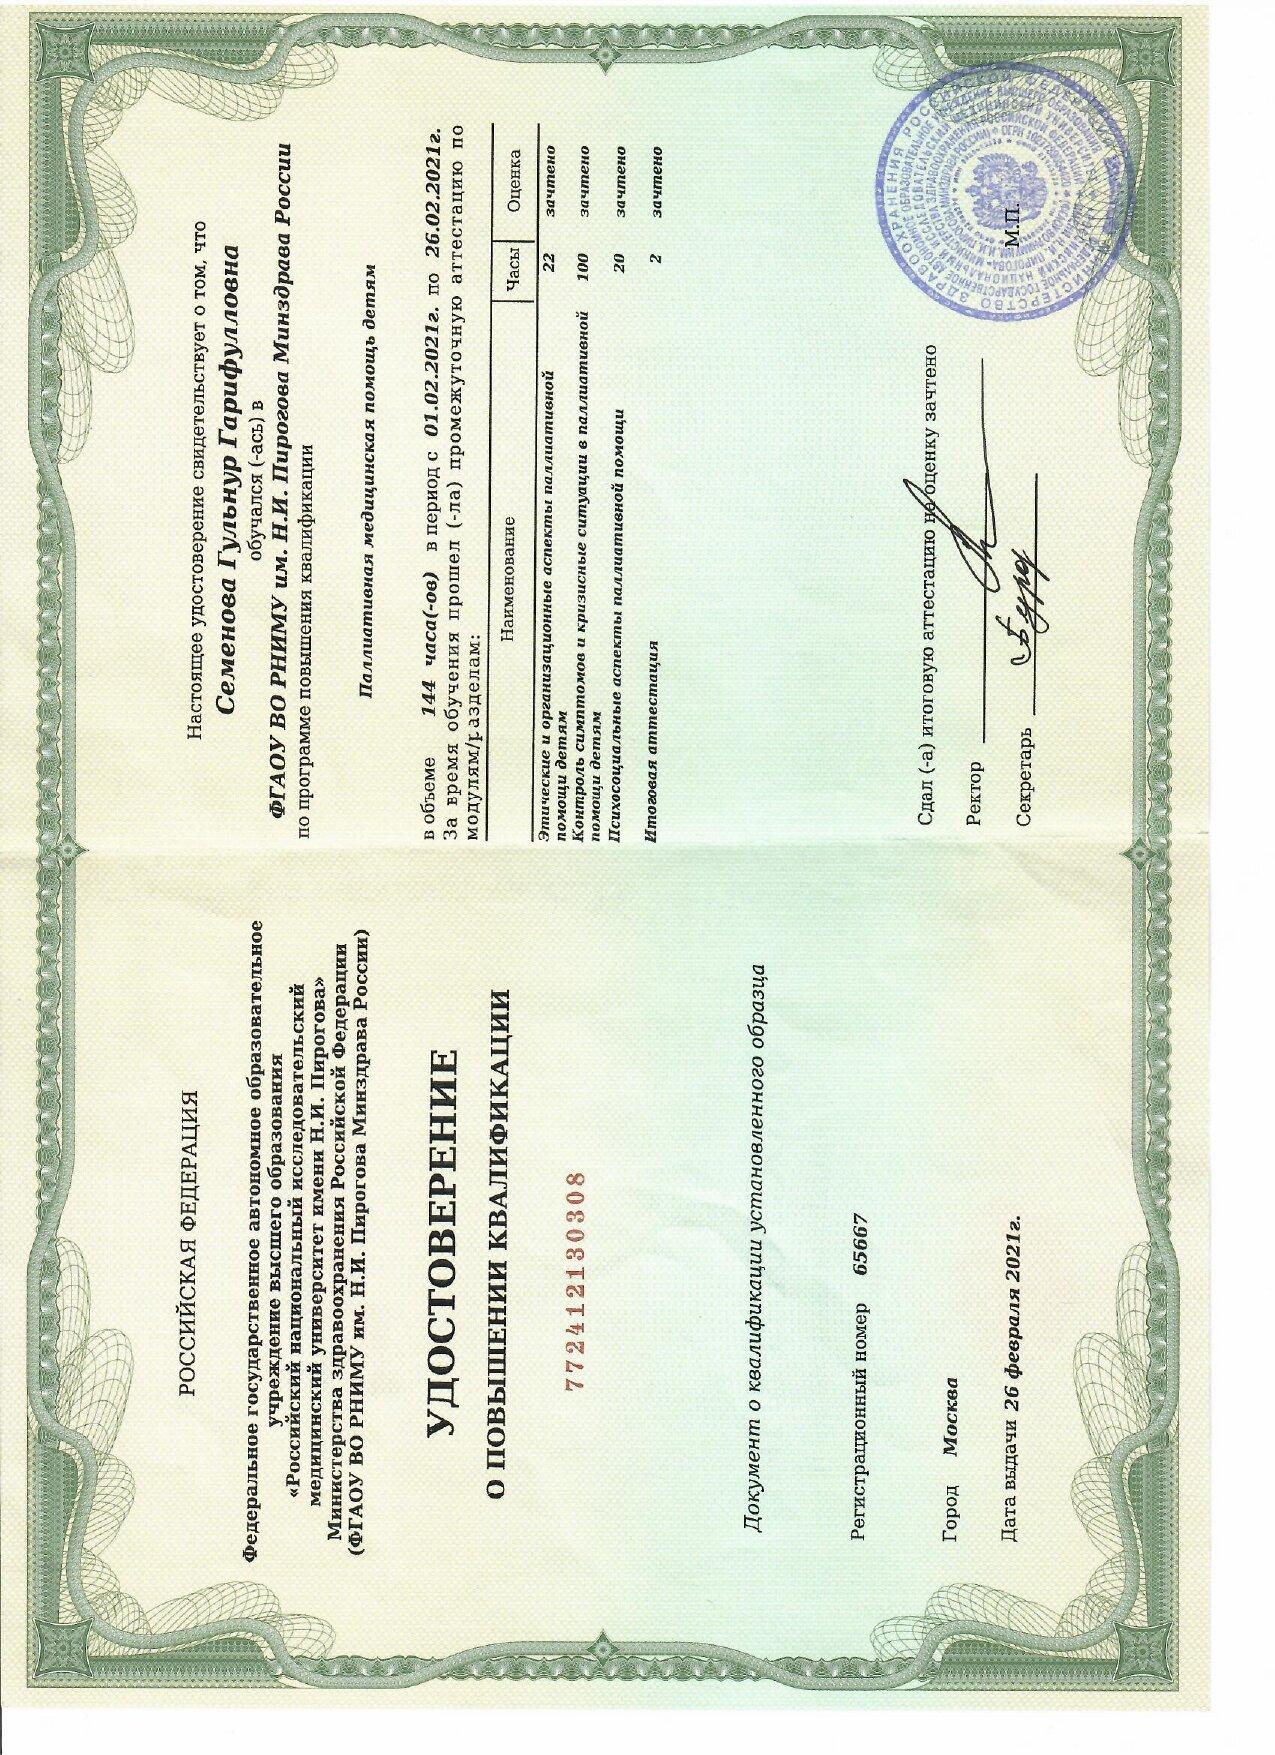 РОССИЙСКАЯ ФЕДЕРАЦИЯ
Федеральное государственное автономное образовательное
учреждение высшего образования
«Российский национальный исследовательский
медицинский университет имени Н.И. Пирогова»
Министерства здравоохранения Российской Федерации
(ФГАОУ ВО РНИМУ им. Н.И. Пирогова Минздрава России)
УДОСТОВЕРЕНИЕ
О ПОВЫШЕНИИ КВАЛИФИКАЦИИ
772412130308
Документ о квалификации установленного образца
Регистрационный номер 65667
Город Москва
Дата выдачи 26 февраля 2021г.
Настоящее удостоверение свидетельствует о том, что
Семенова Гульнур Гарифулловна
обучался (-ась) в
ФГАОУ ВО РНИМУ им. Н.И. Пирогова Минздрава России
по программе повышения квалификации
Паллиативная медицинская помощь детям
в объеме 144 часа(-ов) в период с 01.02.2021г. по 26.02.2021г.
За время обучения прошел (-ла) промежуточную аттестацию по
модулям/разделам:
Наименование Часы Оценка
Этические и организационные аспекты паллиативной 22 зачтено
помощи детям
Контроль симптомов и кризисные ситуации в паллиативной 100 зачтено
помощи детям
Психосоциальные аспекты паллиативной помощи 20 зачтено
Итоговая аттестация 2 зачтено
Сдал (-а) итоговую аттестацию на оценку зачтено
Ректор
Секретарь
М.П.